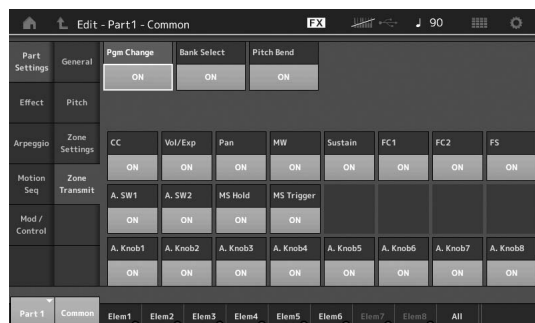 Edit - Part1 - Common FX 90
Part Settings General Pgm Change Bank Select Pitch Bend
ON ON ON
Effect Pitch
Arpeggio Zone Settings CC Vol/Exp Pan MW Sustain FC1 FC2 FS
ON ON ON ON ON ON ON ON
Motion Seq Zone Transmit A. SW1 A. SW2 MS Hold MS Trigger
ON ON ON ON
Mod / Control
A. Knob1 A. Knob2 A. Knob3 A. Knob4 A. Knob5 A. Knob6 A. Knob7 A. Knob8
ON ON ON ON ON ON ON ON
Part 1 Common Elem1 Elem2 Elem3 Elem4 Elem5 Elem6 Elem7 Elem8 All